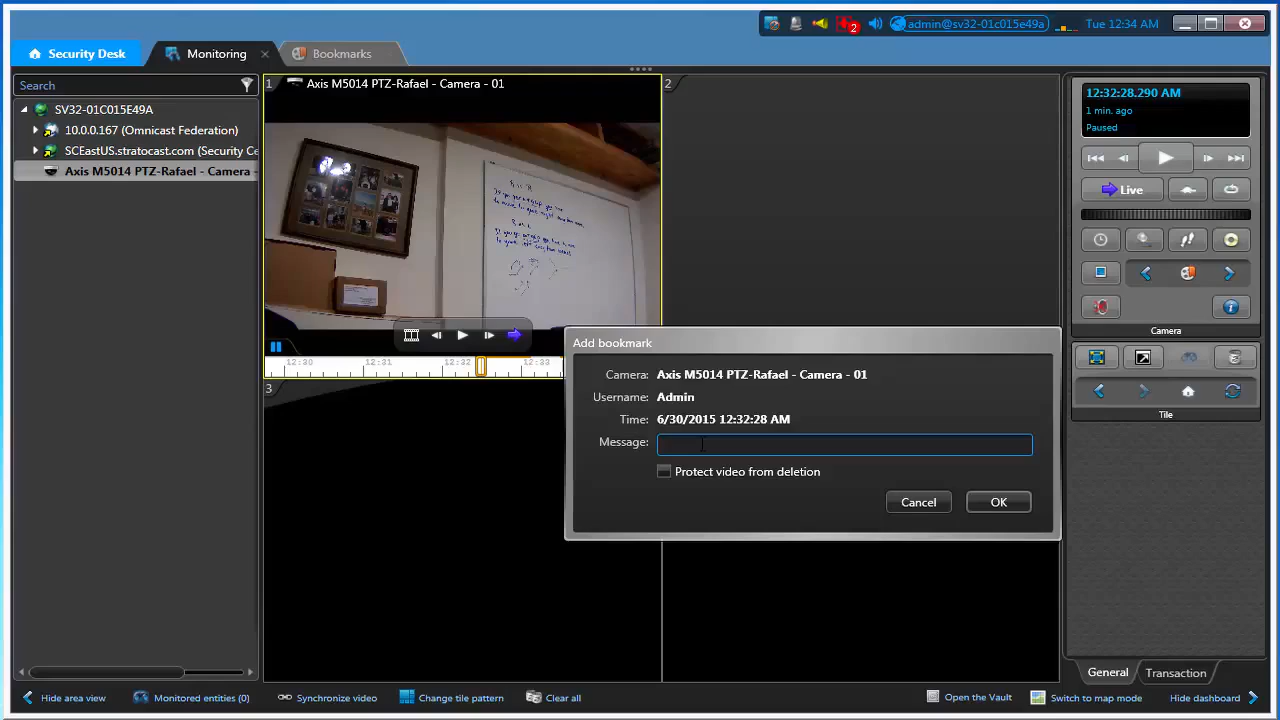 admin@sv32-01c015e49a
Tue 12:34 AM
2
Security Desk
Monitoring
Bookmarks
Search
SV32-01C015E49A
10.0.0.167 (Omnicast Federation)
SCEastUS.stratocast.com (Security Ce
Axis M5014 PTZ-Rafael - Camera -
1
Axis M5014 PTZ-Rafael - Camera - 01
2
12:30
12:31
12:32
12:33
3
Add bookmark
Camera: Axis M5014 PTZ-Rafael - Camera - 01
Username: Admin
Time: 6/30/2015 12:32:28 AM
Message:
Protect video from deletion
Cancel
OK
12:32:28.290 AM
1 min. ago
Paused
Live
Camera
Tile
General
Transaction
Hide area view
Monitored entities (0)
Synchronize video
Change tile pattern
Clear all
Open the Vault
Switch to map mode
Hide dashboard